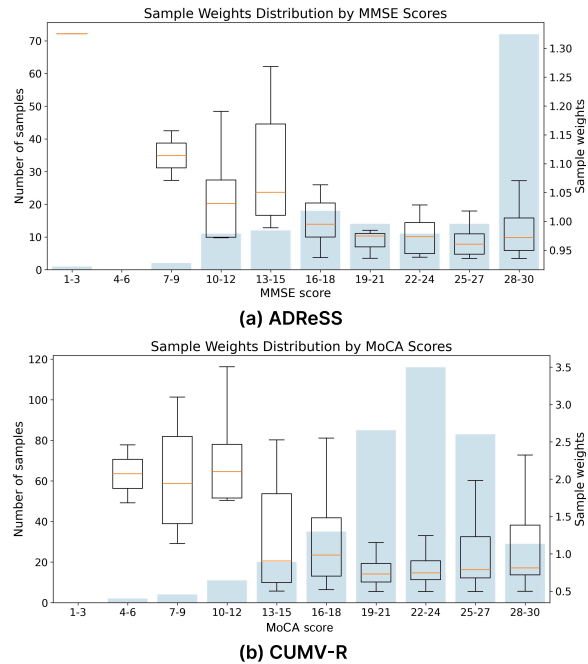 Sample Weights Distribution by MMSE Scores
Number of samples
70
60
50
40
30
20
10
0
1.30
1.25
1.20
1.15
1.10
1.05
1.00
0.95
Sample weights
1-3 4-6 7-9 10-12 13-15 16-18 19-21 22-24 25-27 28-30
MMSE score
(a) ADReSS
Sample Weights Distribution by MoCA Scores
Number of samples
120
100
80
60
40
20
0
3.5
3.0
2.5
2.0
1.5
1.0
0.5
Sample weights
1-3 4-6 7-9 10-12 13-15 16-18 19-21 22-24 25-27 28-30
MoCA score
(b) CUMV-R